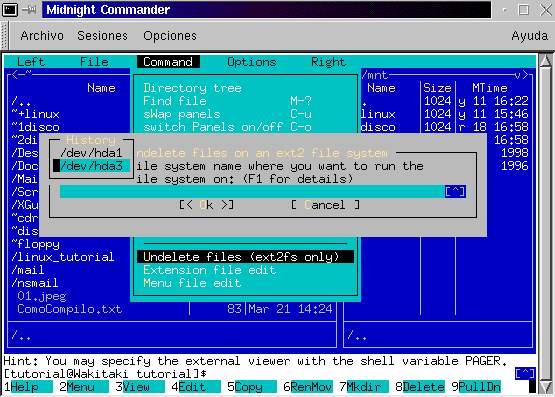 Midnight Commander
Archivo Sesiones Opciones Ayuda
Left File Command Options Right
<~ /mnt v>
Name Directory tree Name Size MTime
/.. Find file M-? . 1024 y 11 16:22
~+linux sWap panels C-u 1024 y 11 15:46
~1disco switch Panels on/off C-o 1024 r 18 16:58
~2di 16:58
/Des 1998
/Doc 1996
/Mai
/Scr
/XGu
~cdr
~dis
~floppy
History
/dev/hda1
/dev/hda3
ndelete files on an ext2 file system
ile system name where you want to run the
ile system on: (F1 for details)
[^]
[< Ok >] [ Cancel ]
/linux_tutorial Undelete files (ext2fs only)
/mail Extension file edit
/nsmail Menu file edit
01.jpeg
ComoCompilo.txt 83 Mar 21 14:24
/.. /..
Hint: You may specify the external viewer with the shell variable PAGER.
[tutorial@Wakitaki tutorial]* [^]
1Help 2Menu 3View 4Edit 5Copy 6RenMov 7Mkdir 8Delete 9PullDn